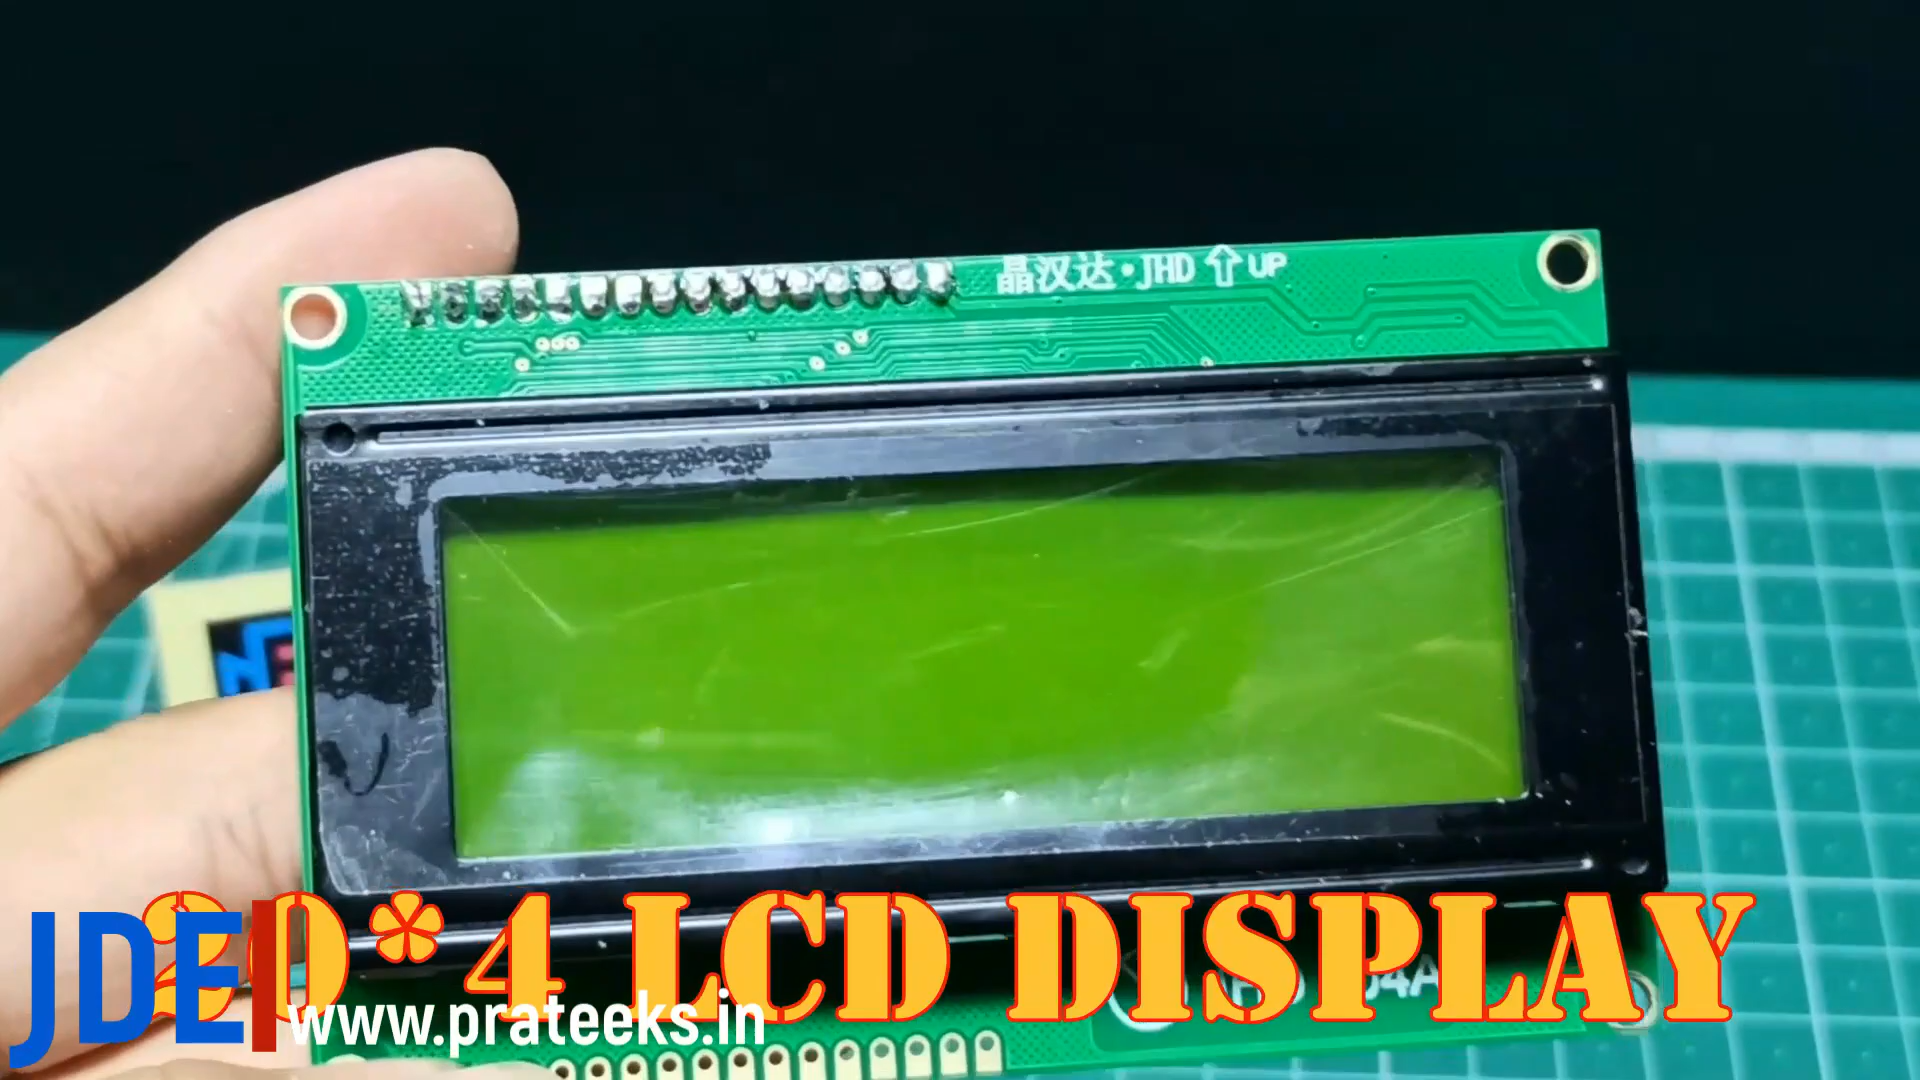 晶汉达·JHD ⇧ UP
20*4 LCD DISPLAY
JDE
www.prateeks.in